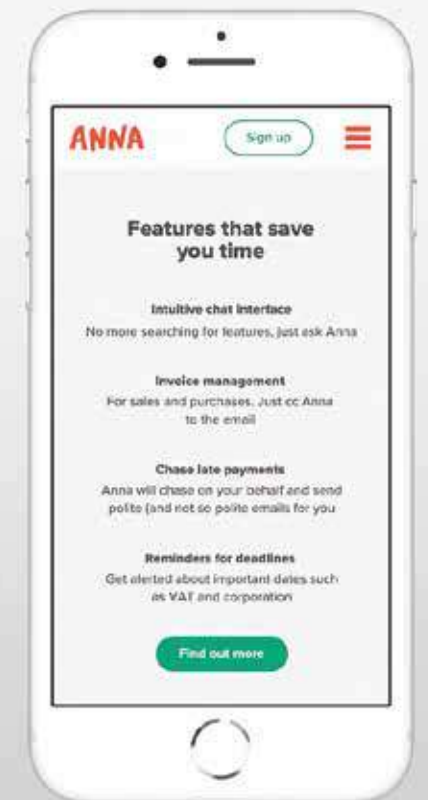 ANNA
Sign up
Features that save
you time
Intuitive chat interface
No more searching for features, just ask Anna
Invoice management
For sales and purchases. Just cc Anna
to the email
Chase late payments
Anna will chase on your behalf and send
polite (and not so polite emails for you
Reminders for deadlines
Get alerted about important dates such
as VAT and corporation
Find out more